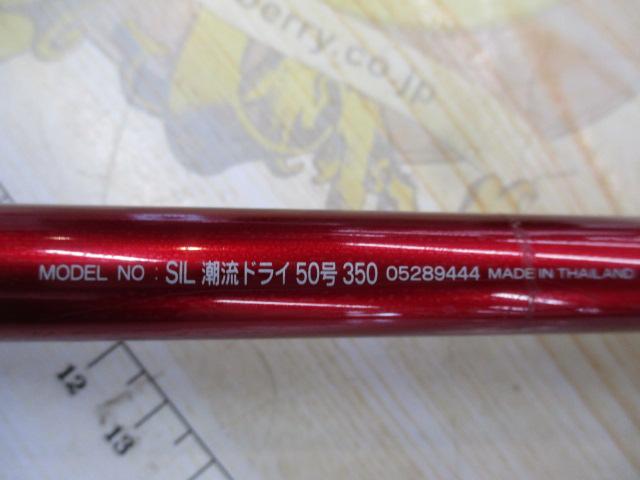 berry.co.jp
MODEL NO : SIL 潮流ドライ 50号 350 05289444 MADE IN THAILAND
12
13